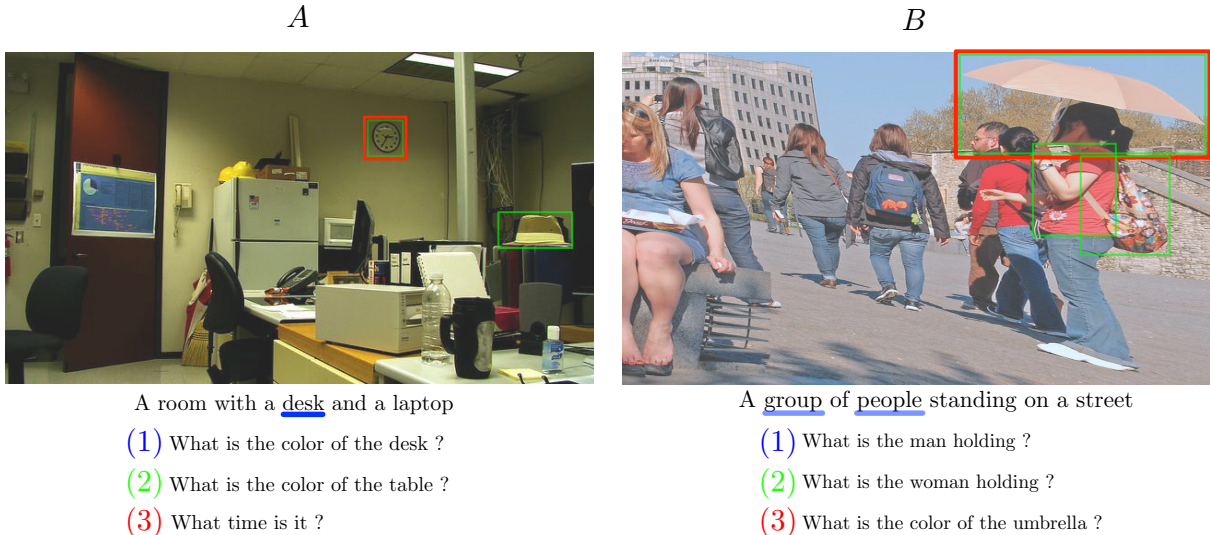 A
B
A room with a desk and a laptop
(1) What is the color of the desk ?
(2) What is the color of the table ?
(3) What time is it ?
A group of people standing on a street
(1) What is the man holding ?
(2) What is the woman holding ?
(3) What is the color of the umbrella ?